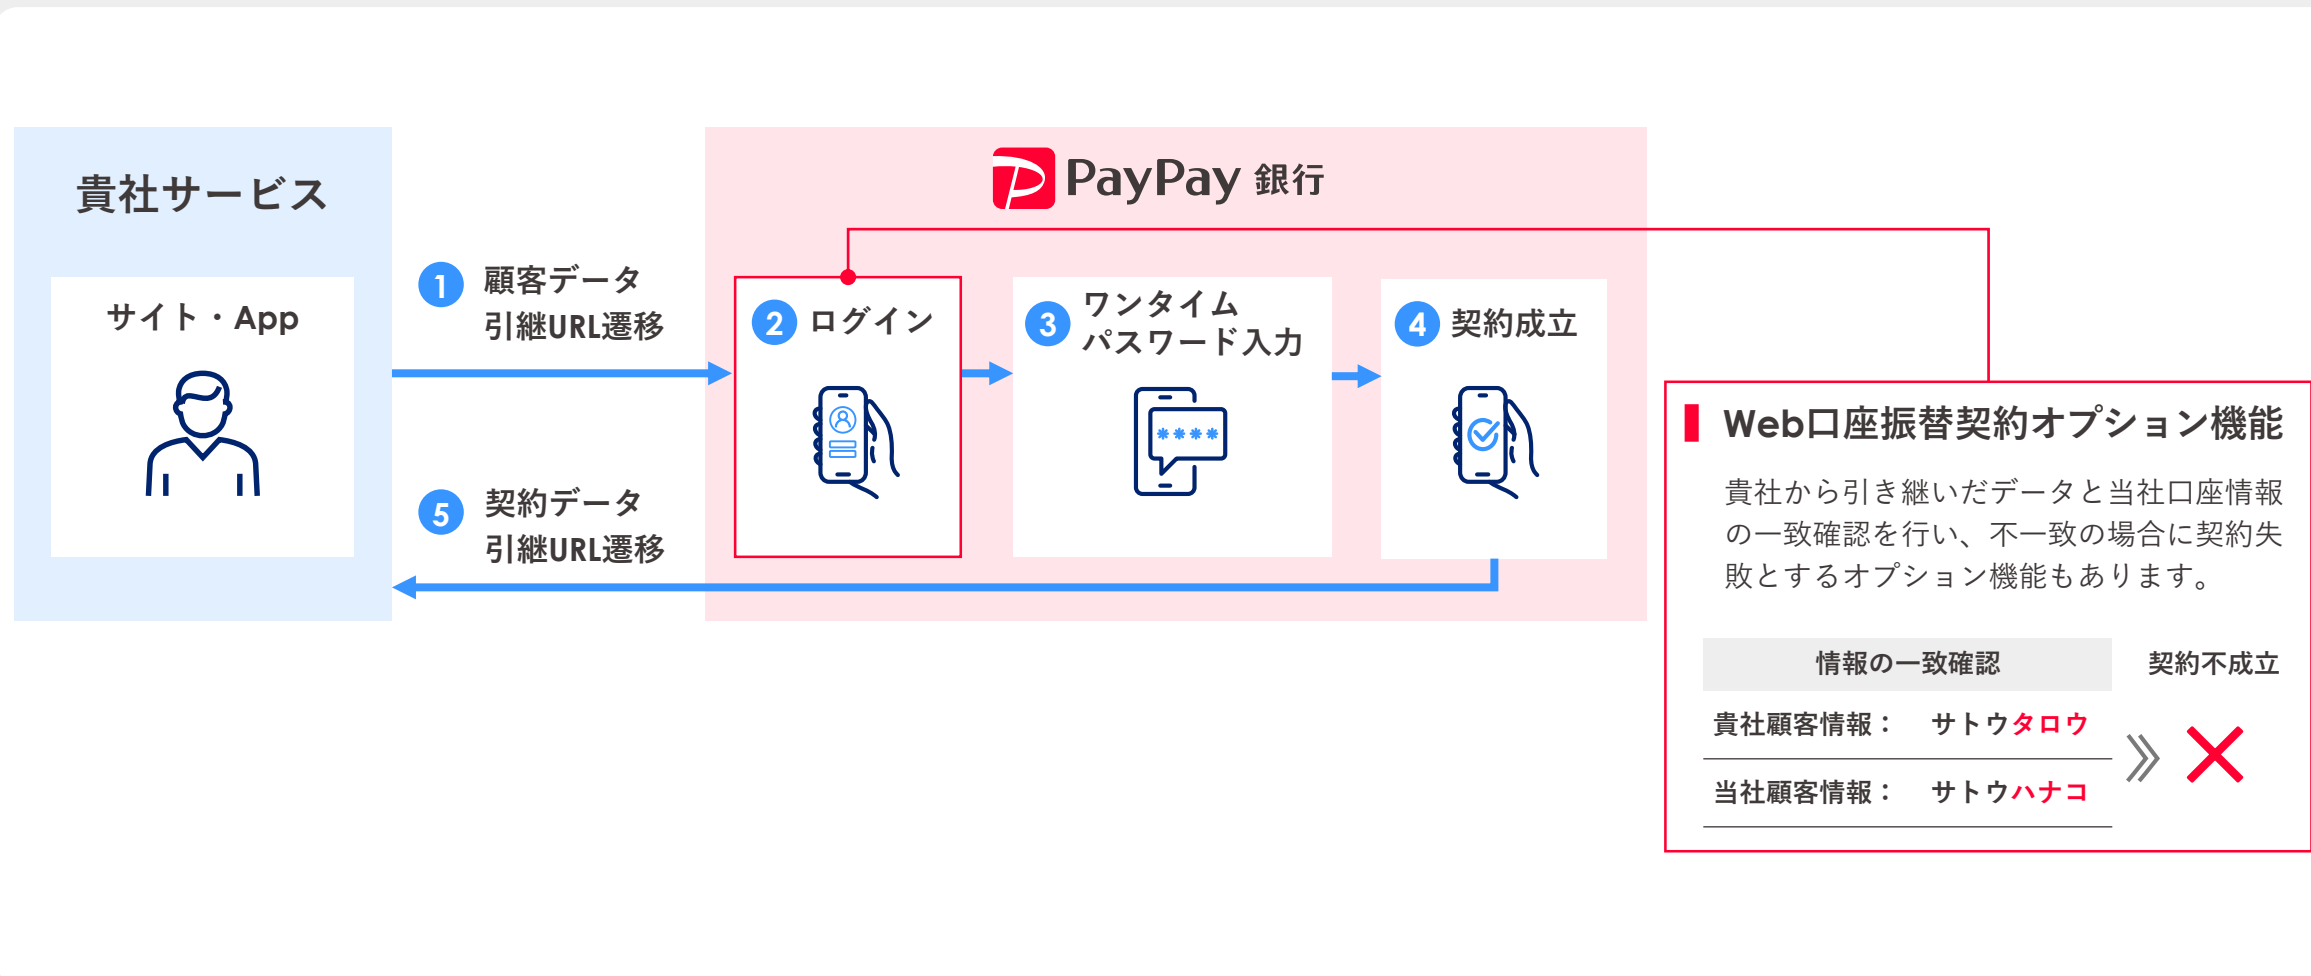 貴社サービス
サイト・App
1 顧客データ
引継URL遷移
5 契約データ
引継URL遷移
PayPay 銀行
2 ログイン
3 ワンタイム
パスワード入力
****
4 契約成立
Web口座振替契約オプション機能
貴社から引き継いだデータと当社口座情報
の一致確認を行い、不一致の場合に契約失
敗とするオプション機能もあります。
情報の一致確認 契約不成立
貴社顧客情報： サトウタロウ
当社顧客情報： サトウハナコ